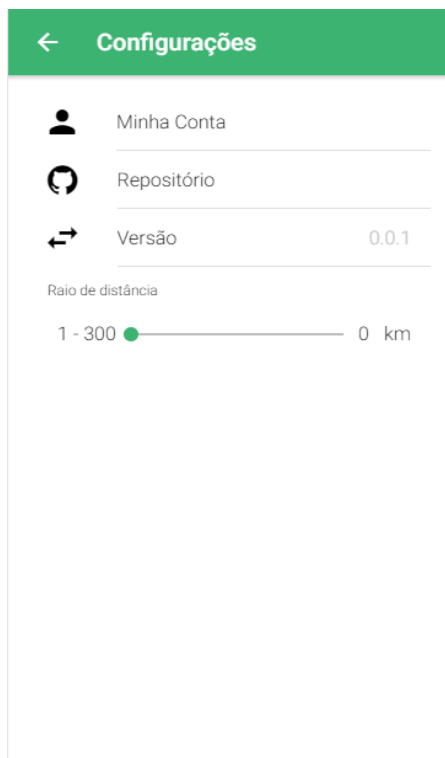 Configurações
Minha Conta
Repositório
Versão 0.0.1
Raio de distância
1 - 300 0 km